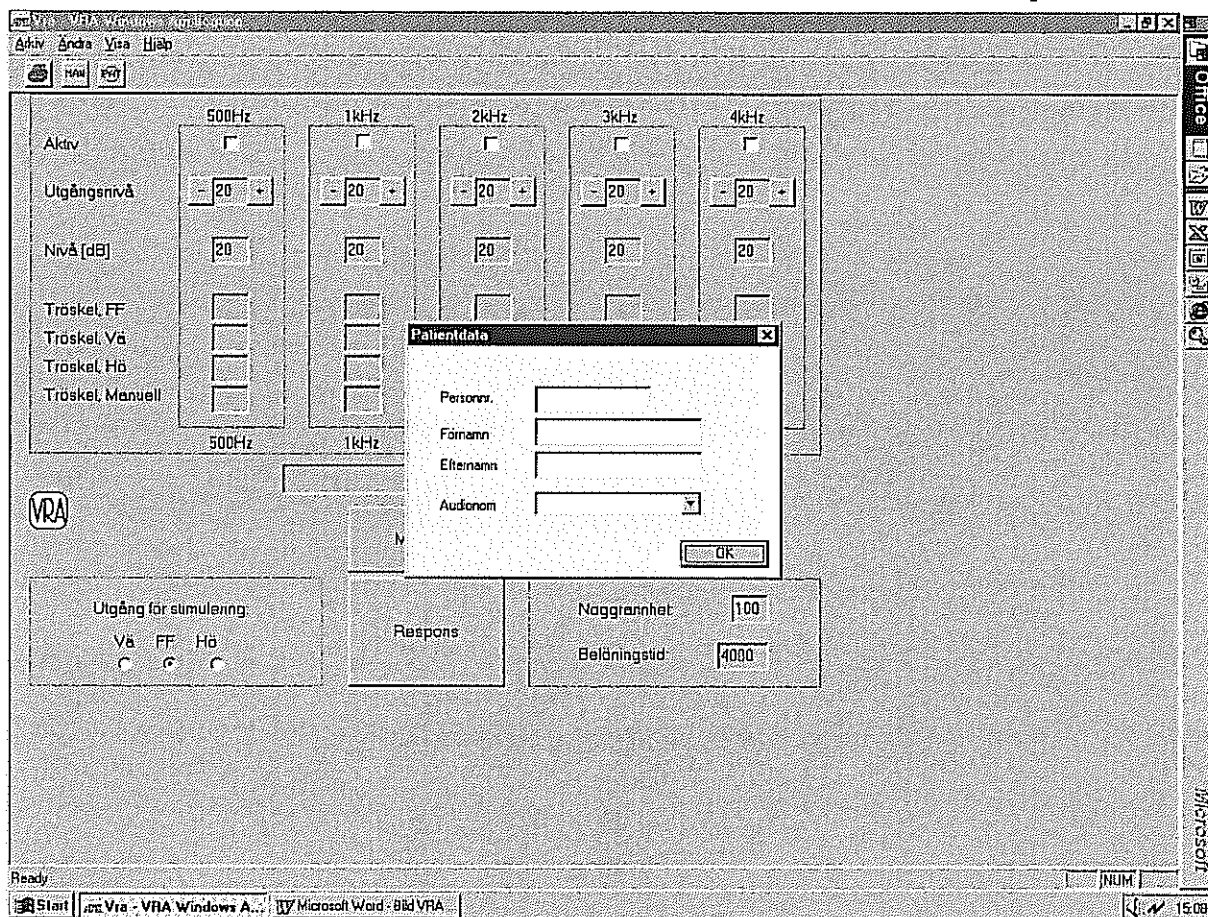 Vra - VRA Windows Application
Arkiv Ändra Visa Hjälp
MAN
500Hz 1kHz 2kHz 3kHz 4kHz
Aktiv
Utgångsnivå - 20 + - 20 + - 20 + - 20 + - 20 +
Nivå [dB] 20 20 20 20 20
Tröskel, FF
Tröskel, Vä
Tröskel, Hö
Tröskel, Manuell
500Hz 1kHz
Patientdata
Personnr.
Förnamn
Efternamn
Audionom
OK
VRA
M
Utgång för stimulering:
Vä FF Hö
Respons
Noggrannhet: 100
Belöningstid: 4000
Office
Microsoft
Ready
NUM
Start Vra - VRA Windows A... Microsoft Word - Bild VRA 15:08